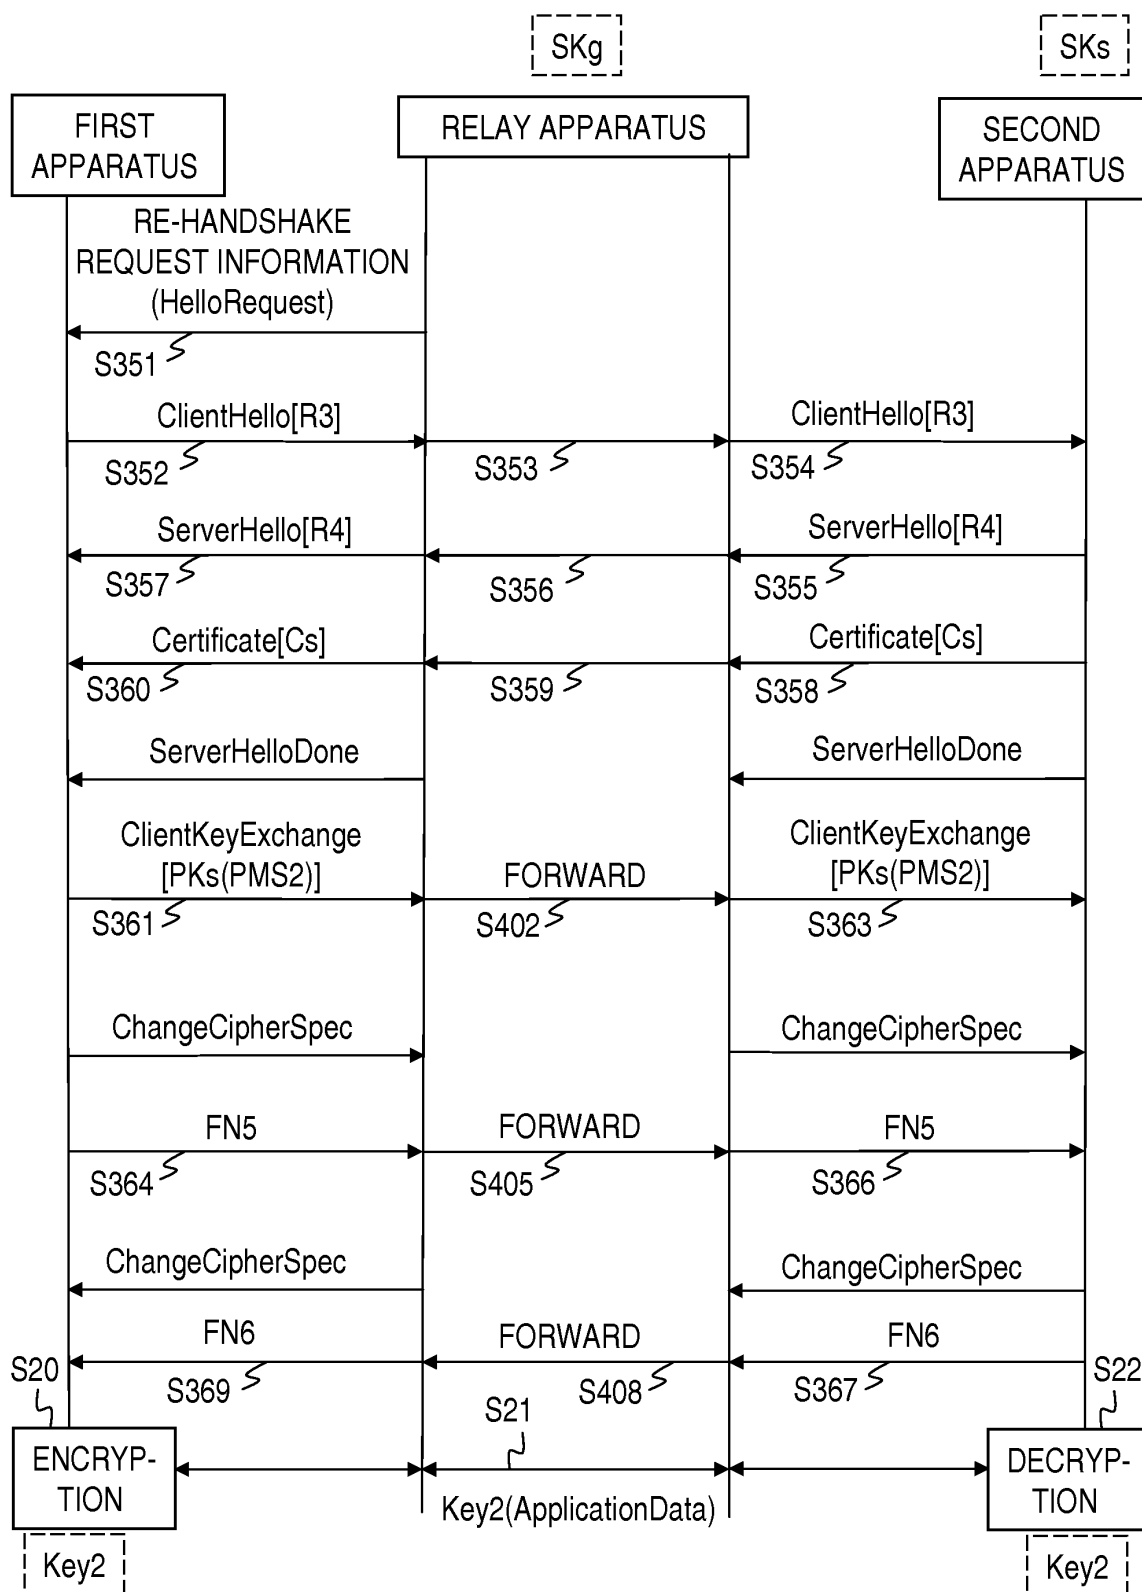 SKg
SKs
FIRST
APPARATUS
RELAY APPARATUS
SECOND
APPARATUS
RE-HANDSHAKE
REQUEST INFORMATION
(HelloRequest)
S351
ClientHello[R3]
ClientHello[R3]
S352
S353
S354
ServerHello[R4]
ServerHello[R4]
S357
S356
S355
Certificate[Cs]
Certificate[Cs]
S360
S359
S358
ServerHelloDone
ServerHelloDone
ClientKeyExchange
[PKs(PMS2)]
FORWARD
ClientKeyExchange
[PKs(PMS2)]
S361
S402
S363
ChangeCipherSpec
ChangeCipherSpec
FN5
FORWARD
FN5
S364
S405
S366
ChangeCipherSpec
ChangeCipherSpec
FN6
FORWARD
FN6
S20
S369
S408
S367
S22
S21
ENCRYP-
TION
Key2(ApplicationData)
DECRYP-
TION
Key2
Key2